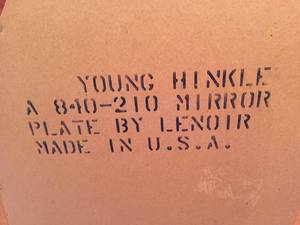 YOUNG HINKLE
A 840-210 MIRROR
PLATE BY LENOIR
MADE IN U.S.A.